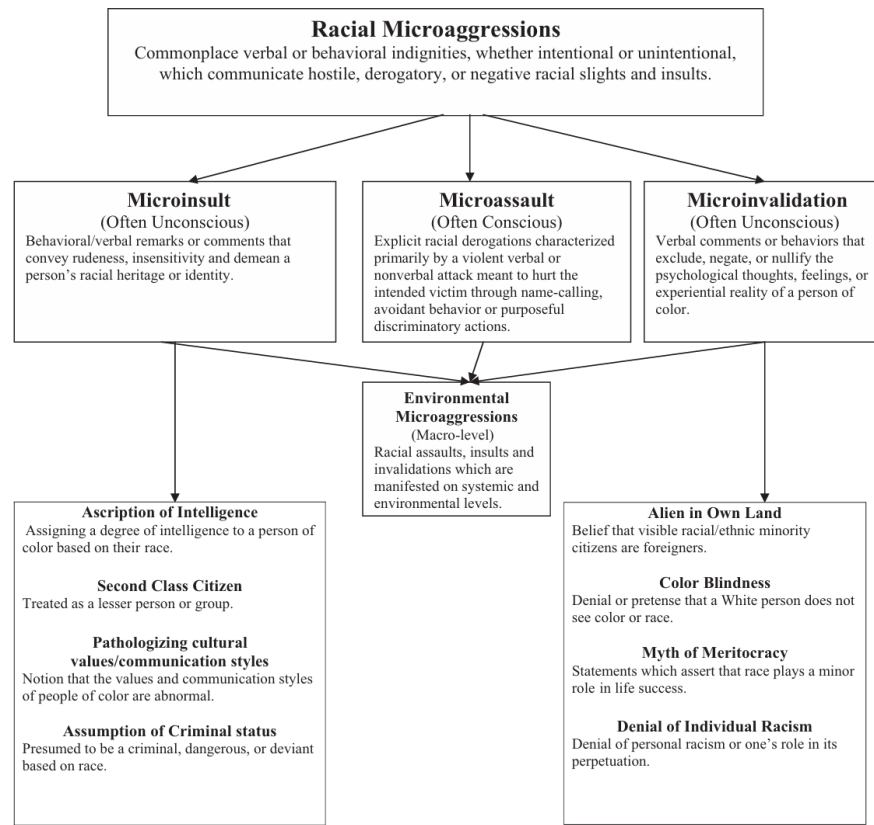 Racial Microaggressions
Commonplace verbal or behavioral indignities, whether intentional or unintentional,
which communicate hostile, derogatory, or negative racial slights and insults.
Microinsult
(Often Unconscious)
Behavioral/verbal remarks or comments that
convey rudeness, insensitivity and demean a
person's racial heritage or identity.
Microassault
(Often Conscious)
Explicit racial derogations characterized
primarily by a violent verbal or
nonverbal attack meant to hurt the
intended victim through name-calling,
avoidant behavior or purposeful
discriminatory actions.
Microinvalidation
(Often Unconscious)
Verbal comments or behaviors that
exclude, negate, or nullify the
psychological thoughts, feelings, or
experiential reality of a person of
color.
Environmental
Microaggressions
(Macro-level)
Racial assaults, insults and
invalidations which are
manifested on systemic and
environmental levels.
Ascription of Intelligence
Assigning a degree of intelligence to a person of
color based on their race.
Second Class Citizen
Treated as a lesser person or group.
Pathologizing cultural
values/communication styles
Notion that the values and communication styles
of people of color are abnormal.
Assumption of Criminal status
Presumed to be a criminal, dangerous, or deviant
based on race.
Alien in Own Land
Belief that visible racial/ethnic minority
citizens are foreigners.
Color Blindness
Denial or pretense that a White person does not
see color or race.
Myth of Meritocracy
Statements which assert that race plays a minor
role in life success.
Denial of Individual Racism
Denial of personal racism or one's role in its
perpetuation.